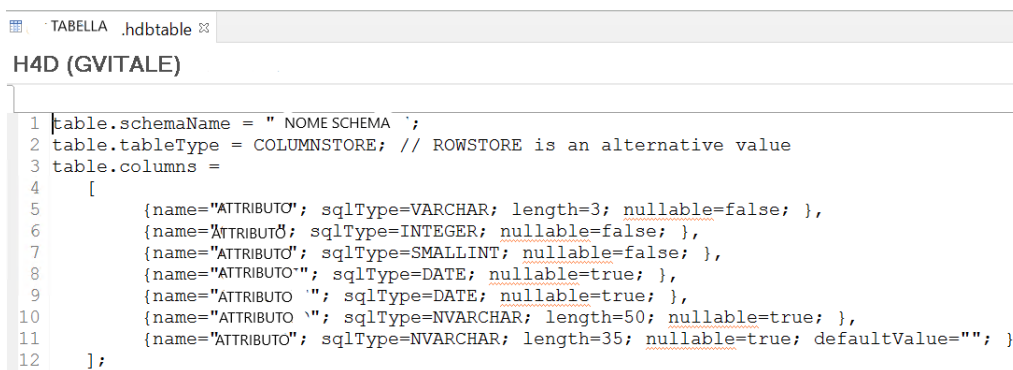 TABELLA .hdbtable
H4D (GVITALE)
1 table.schemaName = " NOME SCHEMA ";
2 table.tableType = COLUMNSTORE; // ROWSTORE is an alternative value
3 table.columns =
4 [
5 {name="ATTRIBUTO"; sqlType=VARCHAR; length=3; nullable=false; },
6 {name="ATTRIBUTO"; sqlType=INTEGER; nullable=false; },
7 {name="ATTRIBUTO"; sqlType=SMALLINT; nullable=false; },
8 {name="ATTRIBUTO"; sqlType=DATE; nullable=true; },
9 {name="ATTRIBUTO "; sqlType=DATE; nullable=true; },
10 {name="ATTRIBUTO "; sqlType=NVARCHAR; length=50; nullable=true; },
11 {name="ATTRIBUTO"; sqlType=NVARCHAR; length=35; nullable=true; defaultValue=""; }
12 ];